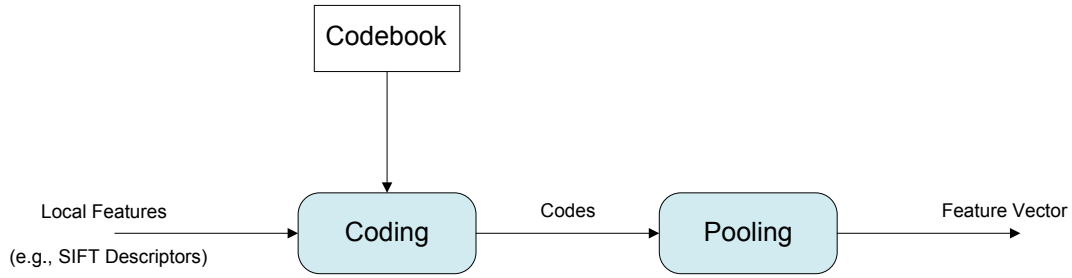 Codebook
Local Features
(e.g., SIFT Descriptors)
Coding
Codes
Pooling
Feature Vector